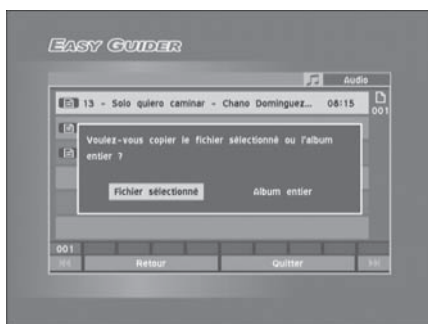 EASY GUIDER
Audio
13 - Solo quiero caminar - Chano Dominguez... 08:15
001
Voulez-vous copier le fichier sélectionné ou l'album
entier ?
Fichier sélectionné Album entier
001
Retour Quitter